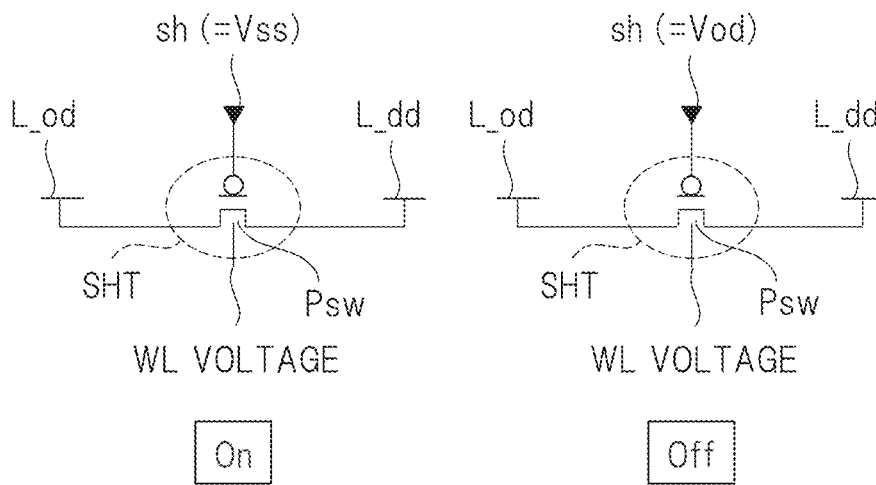 sh (=Vss)
sh (=Vod)
L_od
L_dd
L_od
L_dd
SHT
Psw
SHT
Psw
WL VOLTAGE
WL VOLTAGE
On
Off